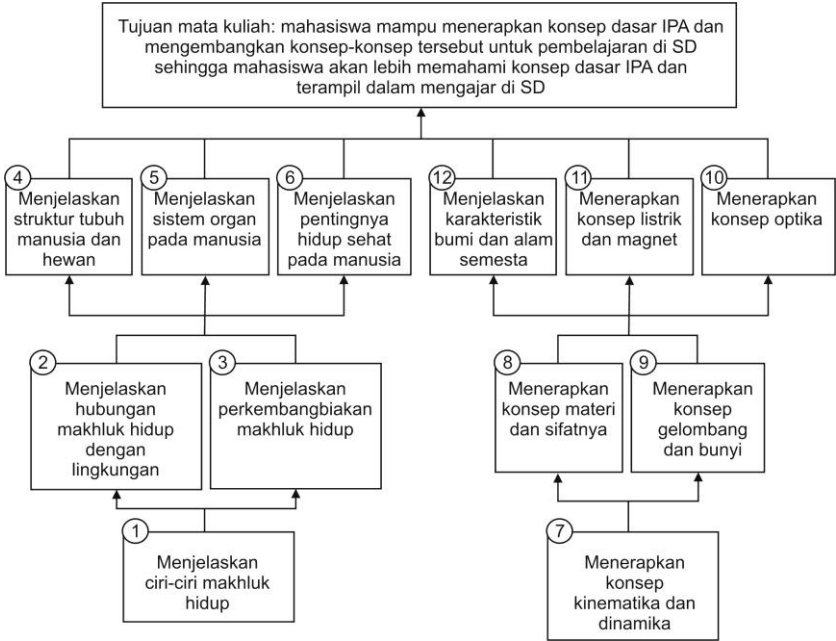 Tujuan mata kuliah: mahasiswa mampu menerapkan konsep dasar IPA dan
mengembangkan konsep-konsep tersebut untuk pembelajaran di SD
sehingga mahasiswa akan lebih memahami konsep dasar IPA dan
terampil dalam mengajar di SD
4
Menjelaskan
struktur tubuh
manusia dan
hewan
5
Menjelaskan
sistem organ
pada manusia
6
Menjelaskan
pentingnya
hidup sehat
pada manusia
12
Menjelaskan
karakteristik
bumi dan alam
semesta
11
Menerapkan
konsep listrik
dan magnet
10
Menerapkan
konsep optika
2
Menjelaskan
hubungan
makhluk hidup
dengan
lingkungan
3
Menjelaskan
perkembangbiakan
makhluk hidup
8
Menerapkan
konsep materi
dan sifatnya
9
Menerapkan
konsep
gelombang
dan bunyi
1
Menjelaskan
ciri-ciri makhluk
hidup
7
Menerapkan
konsep
kinematika dan
dinamika